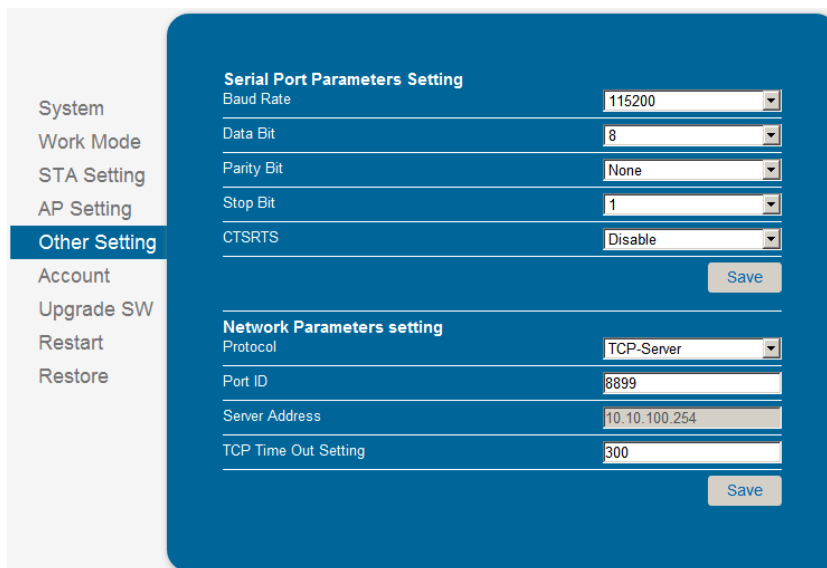 System
Work Mode
STA Setting
AP Setting
Other Setting
Account
Upgrade SW
Restart
Restore
Serial Port Parameters Setting
Baud Rate 115200
Data Bit 8
Parity Bit None
Stop Bit 1
CTSRTS Disable
Save
Network Parameters setting
Protocol TCP-Server
Port ID 8899
Server Address 10.10.100.254
TCP Time Out Setting 300
Save